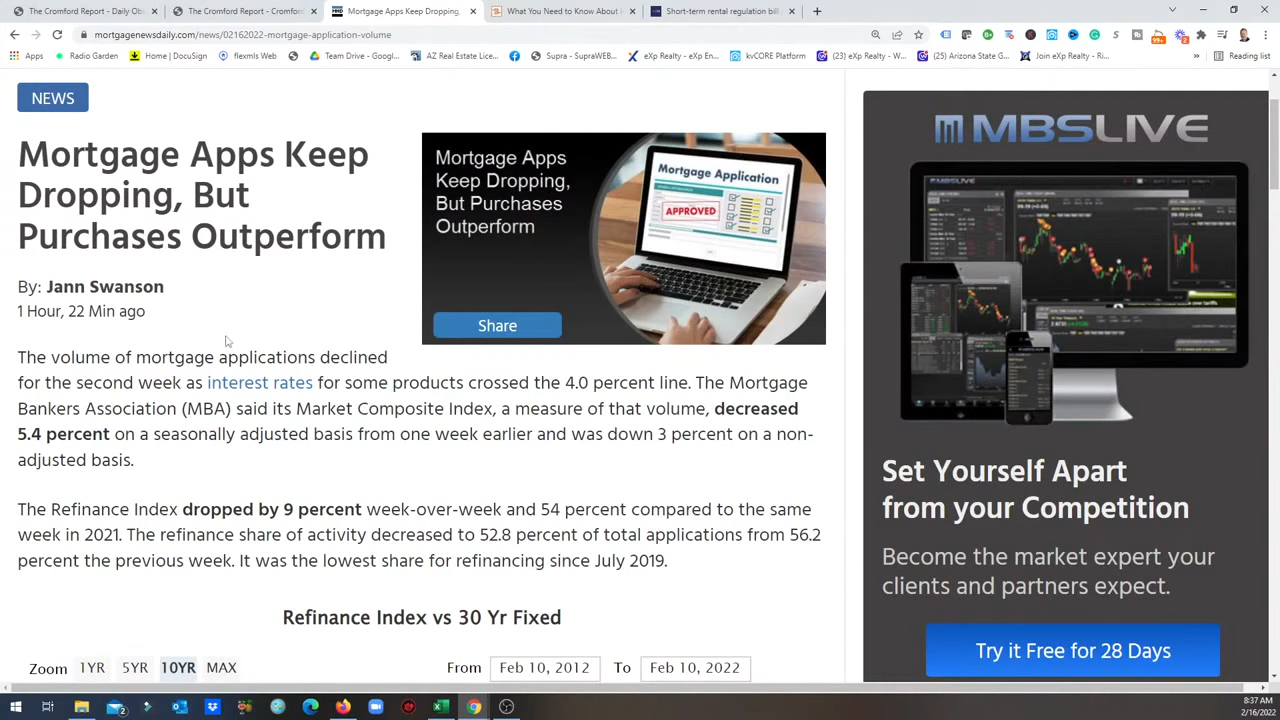 The Cromford Report - Daily Obs
The Cromford Report - Cromford
Mortgage Apps Keep Dropping,
What You Need to Know About
Short-term rental regulation bill
mortgagenewsdaily.com/news/02162022-mortgage-application-volume
Apps
Radio Garden
Home | DocuSign
flexmls Web
Team Drive - Googl...
AZ Real Estate Lice...
Supra - SupraWEB...
eXp Realty - eXp En...
kvCORE Platform
(23) eXp Realty - W...
(25) Arizona State G...
Join eXp Realty - Ri...
Reading list
NEWS
Mortgage Apps Keep
Dropping, But
Purchases Outperform
By: Jann Swanson
1 Hour, 22 Min ago
Mortgage Apps
Keep Dropping,
But Purchases
Outperform
Mortgage Application
APPROVED
Share
The volume of mortgage applications declined
for the second week as interest rates for some products crossed the 4.0 percent line. The Mortgage
Bankers Association (MBA) said its Market Composite Index, a measure of that volume, decreased
5.4 percent on a seasonally adjusted basis from one week earlier and was down 3 percent on a non-
adjusted basis.
The Refinance Index dropped by 9 percent week-over-week and 54 percent compared to the same
week in 2021. The refinance share of activity decreased to 52.8 percent of total applications from 56.2
percent the previous week. It was the lowest share for refinancing since July 2019.
Refinance Index vs 30 Yr Fixed
Zoom 1YR 5YR 10YR MAX From Feb 10, 2012 To Feb 10, 2022
MBSLIVE
Set Yourself Apart
from your Competition
Become the market expert your
clients and partners expect.
Try it Free for 28 Days
8:37 AM
2/16/2022